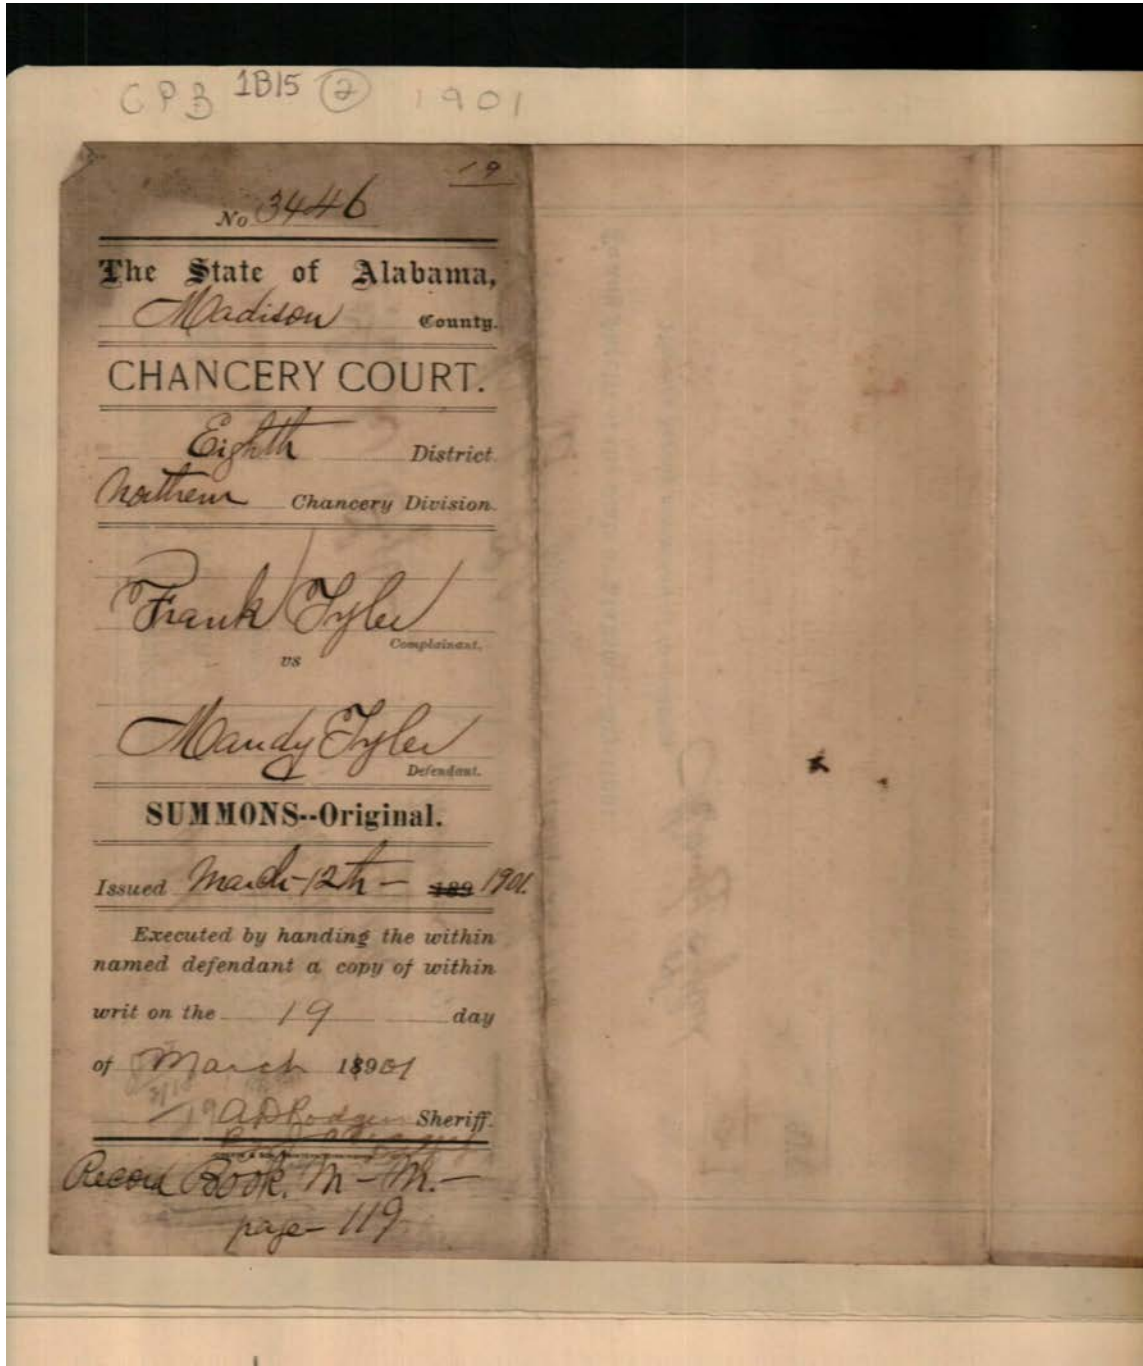 CPB 1B15 2 1901
19
No 3446
The State of Alabama,
Madison County.
CHANCERY COURT.
Eighth District.
Northern Chancery Division.
Frank Tyler
Complainant.
vs
Mandy Tyler
Defendant.
SUMMONS--Original.
Issued March-12th- 189 1901.
Executed by handing the within
named defendant a copy of within
writ on the 19 day
of March 18901
A D Rodgers Sheriff.
Record Book. M-M.-
page- 119